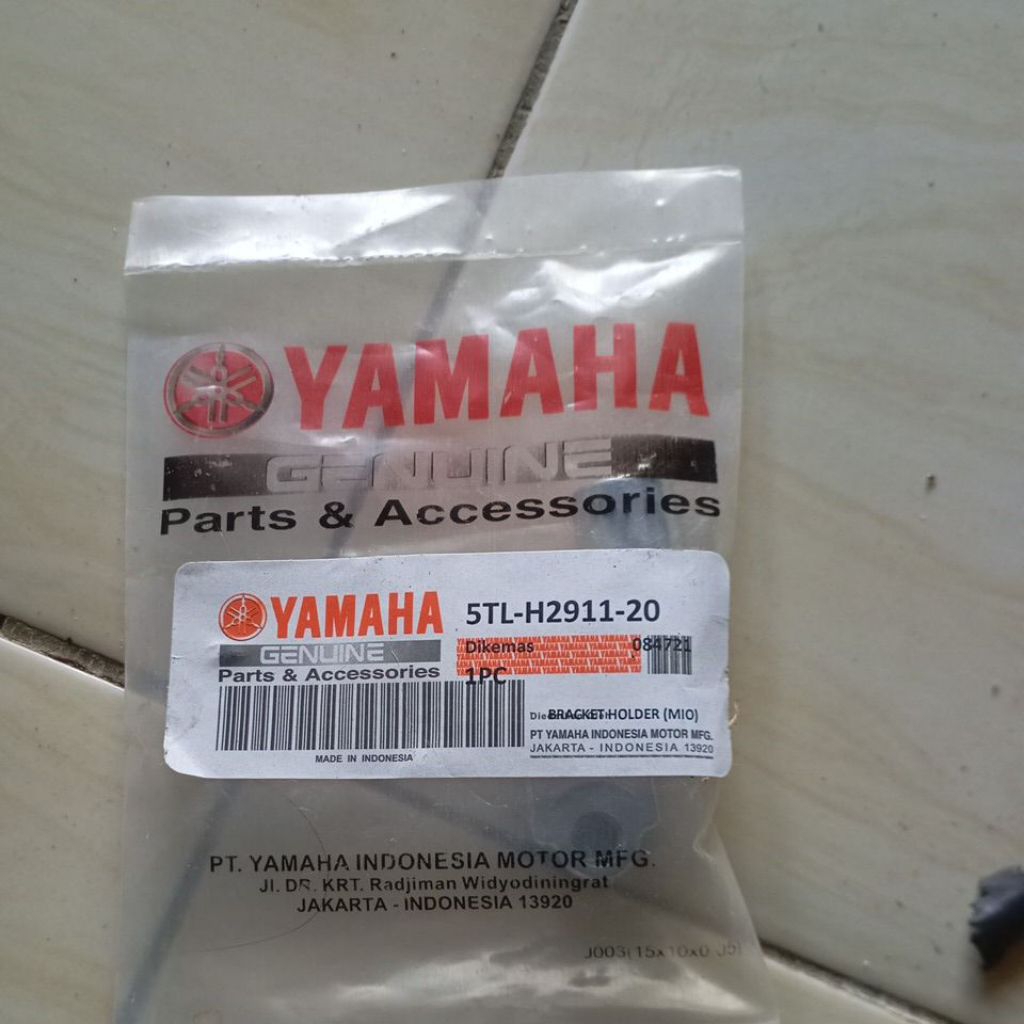 YAMAHA
GENUINE
Parts & Accessories
YAMAHA
GENUINE
Parts & Accessories
MADE IN INDONESIA
5TL-H2911-20
Dikemas 084721
1PC
BRACKET HOLDER (MIO)
PT YAMAHA INDONESIA MOTOR MFG.
JAKARTA - INDONESIA 13920
PT. YAMAHA INDONESIA MOTOR MFG.
Jl. DR. KRT. Radjiman Widyodiningrat
JAKARTA - INDONESIA 13920